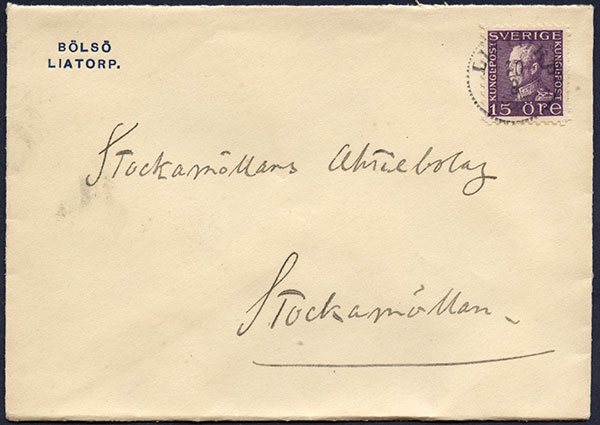 BÖLSÖ
LIATORP.
SVERIGE
KUNGL·POST
KUNGL·POST
15 ÖRE
Stockamöllans Aktiebolag
Stockamöllan